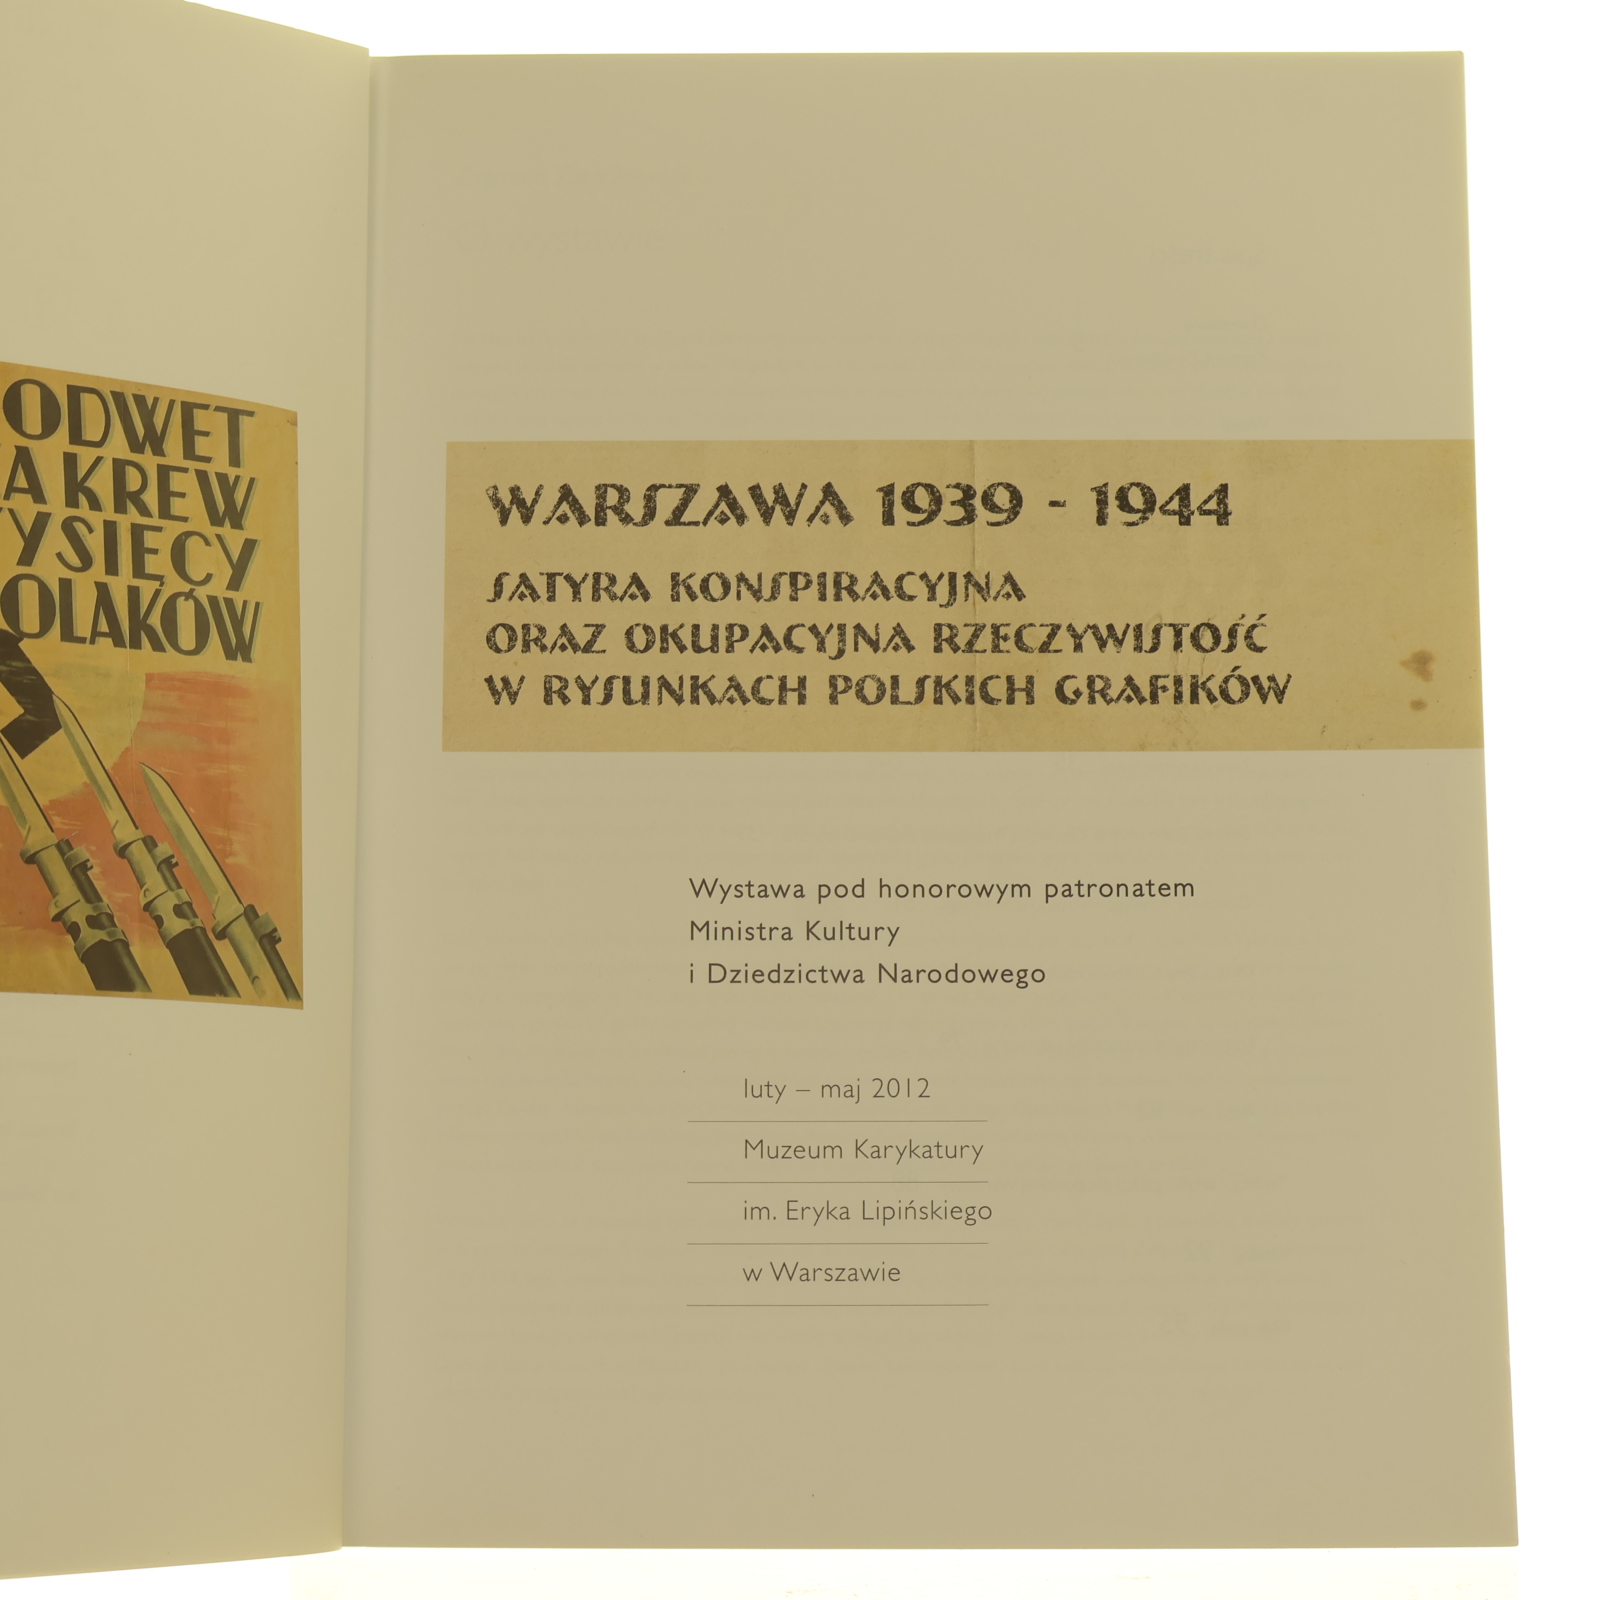 ODWET
A KREW
YSIĘCY
OLAKÓW
WARSZAWA 1939 - 1944
SATYRA KONSPIRACYJNA
ORAZ OKUPACYJNA RZECZYWISTOŚĆ
W RYSUNKACH POLSKICH GRAFIKÓW
Wystawa pod honorowym patronatem
Ministra Kultury
i Dziedzictwa Narodowego
luty – maj 2012
Muzeum Karykatury
im. Eryka Lipińskiego
w Warszawie